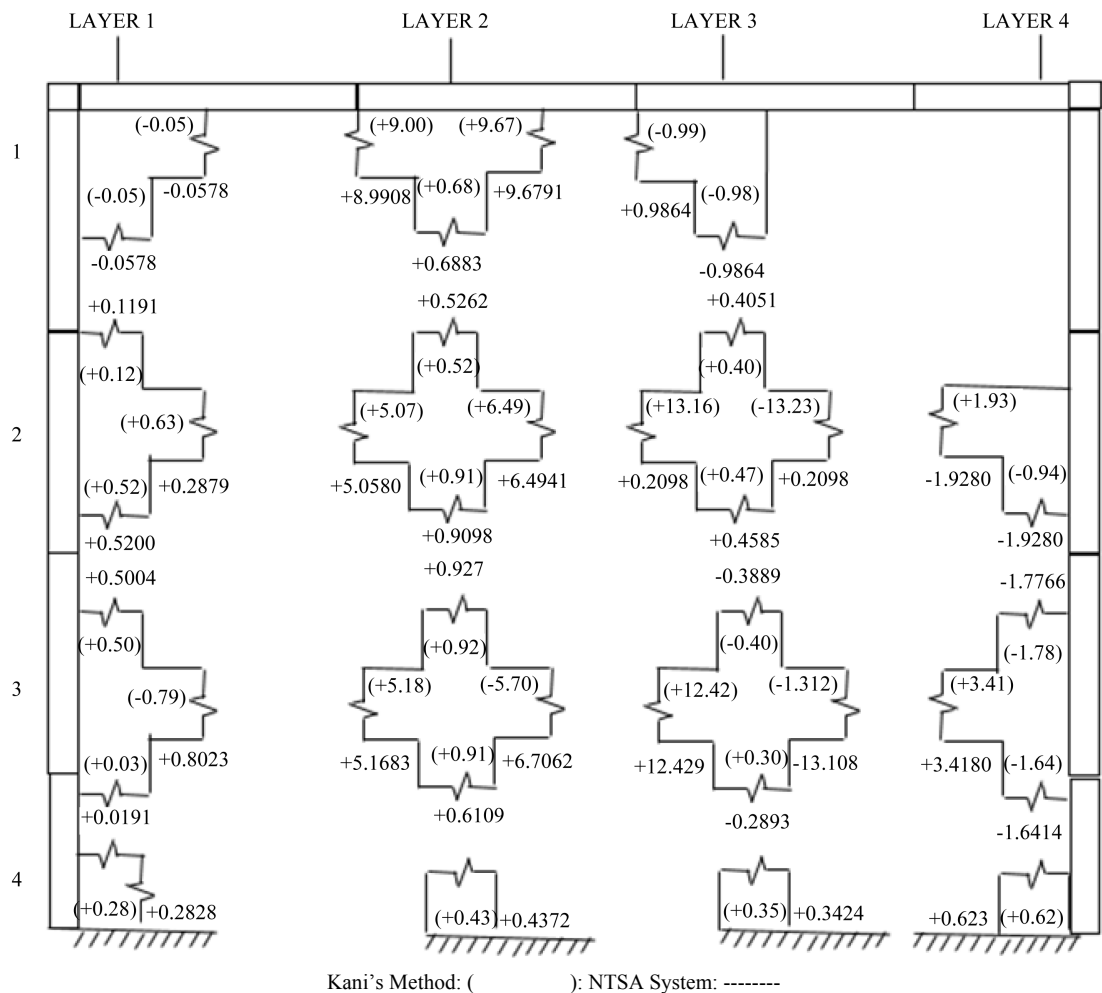 LAYER 1 LAYER 2 LAYER 3 LAYER 4
(-0.05) (+9.00) (+9.67) (-0.99)
1
(-0.05) -0.0578 +8.9908 (+0.68) +9.6791 +0.9864 (-0.98)
-0.0578 +0.6883 -0.9864
+0.1191 +0.5262 +0.4051
(+0.12) (+0.52) (+0.40)
(+0.63) (+5.07) (+6.49) (+13.16) (-13.23) (+1.93)
2
(+0.52) +0.2879 +5.0580 (+0.91) +6.4941 +0.2098 (+0.47) +0.2098 -1.9280 (-0.94)
+0.5200 +0.9098 +0.4585 -1.9280
+0.5004 +0.927 -0.3889 -1.7766
(+0.50) (+0.92) (-0.40) (-1.78)
3 (-0.79) (+5.18) (-5.70) (+12.42) (-1.312) (+3.41)
(+0.03) +0.8023 +5.1683 (+0.91) +6.7062 +12.429 (+0.30) -13.108 +3.4180 (-1.64)
+0.0191 +0.6109 -0.2893 -1.6414
4
(+0.28) +0.2828 (+0.43) +0.4372 (+0.35) +0.3424 +0.623 (+0.62)
Kani's Method: ( ): NTSA System: --------